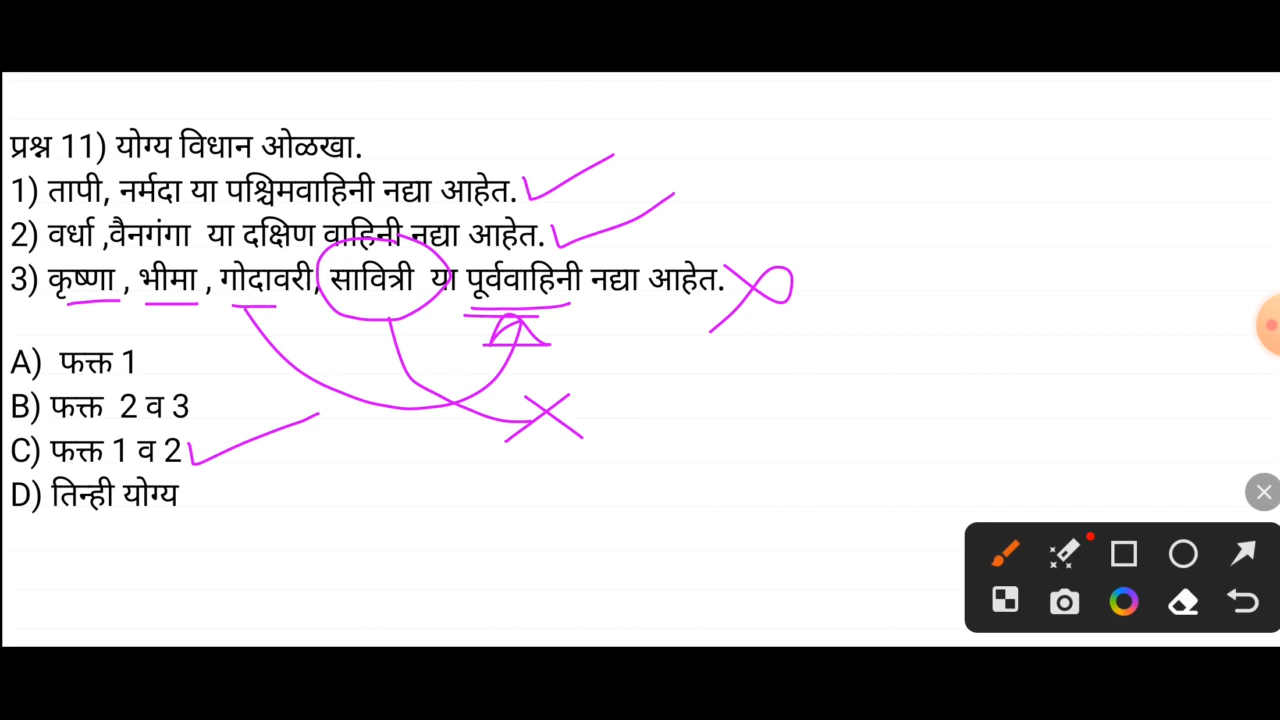 प्रश्न 11) योग्य विधान ओळखा.
1) तापी, नर्मदा या पश्चिमवाहिनी नद्या आहेत.
2) वर्धा ,वैनगंगा या दक्षिण वाहिनी नद्या आहेत.
3) कृष्णा , भीमा , गोदावरी, सावित्री या पूर्ववाहिनी नद्या आहेत.
A) फक्त 1
B) फक्त 2 व 3
C) फक्त 1 व 2
D) तिन्ही योग्य